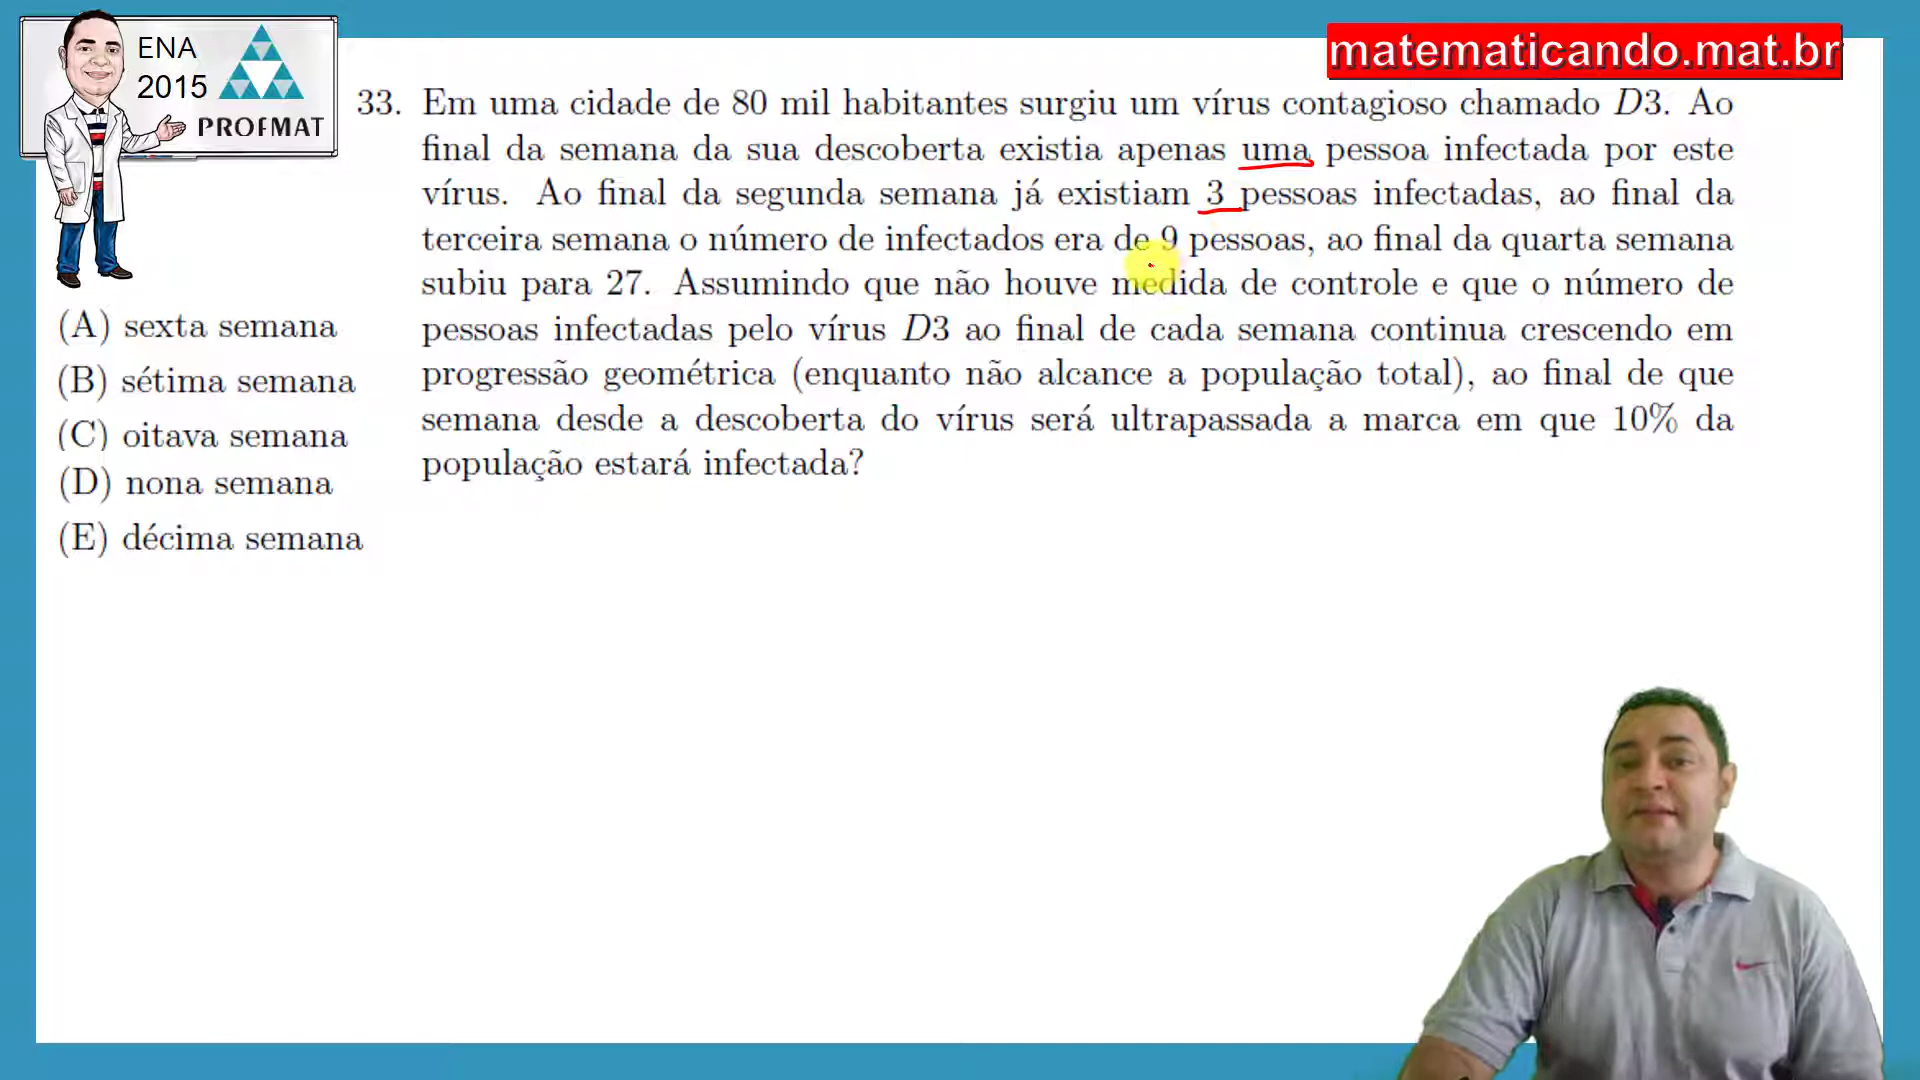 ENA
2015
PROFMAT
matematicando.mat.br
33. Em uma cidade de 80 mil habitantes surgiu um vírus contagioso chamado D3. Ao
final da semana da sua descoberta existia apenas uma pessoa infectada por este
vírus. Ao final da segunda semana já existiam 3 pessoas infectadas, ao final da
terceira semana o número de infectados era de 9 pessoas, ao final da quarta semana
subiu para 27. Assumindo que não houve medida de controle e que o número de
pessoas infectadas pelo vírus D3 ao final de cada semana continua crescendo em
progressão geométrica (enquanto não alcance a população total), ao final de que
semana desde a descoberta do vírus será ultrapassada a marca em que 10% da
população estará infectada?
(A) sexta semana
(B) sétima semana
(C) oitava semana
(D) nona semana
(E) décima semana